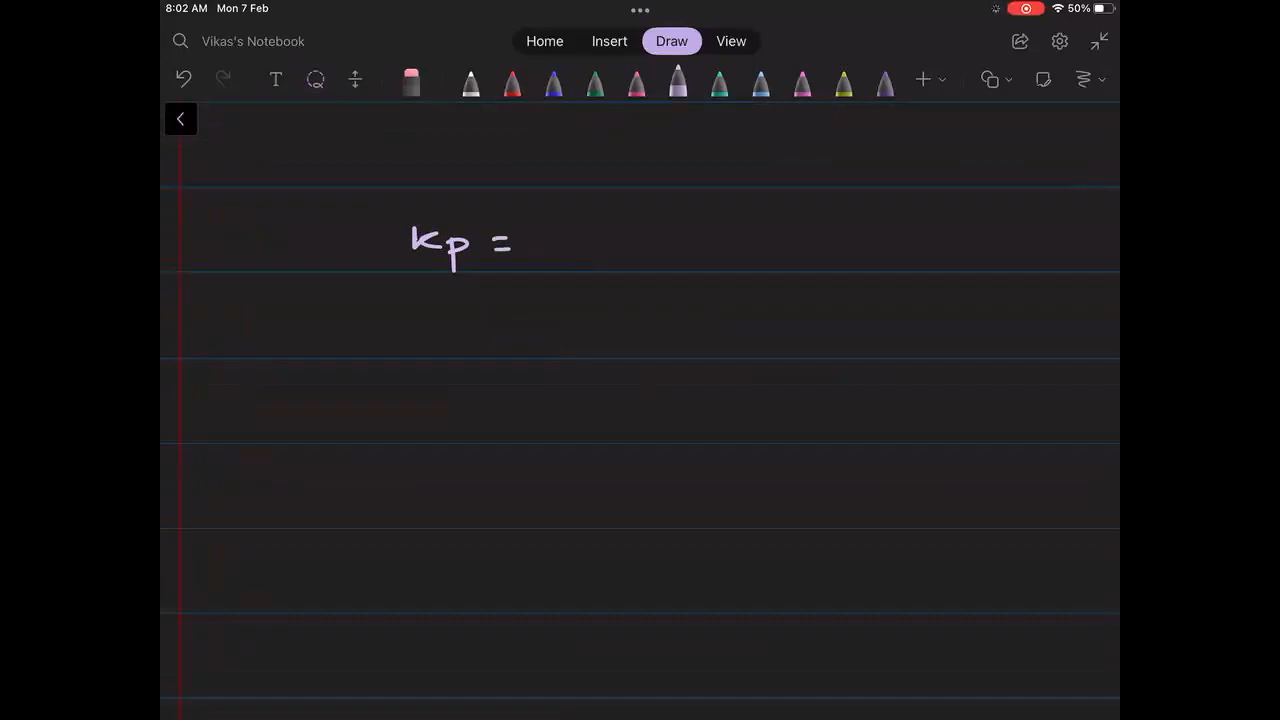 8:02 AM Mon 7 Feb
50%
Vikas's Notebook
Home Insert Draw View
T
kp =